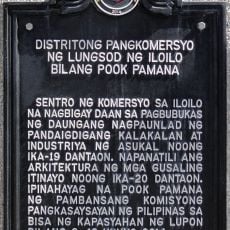 DISTRITONG PANGKOMERSYO
NG LUNGSOD NG ILOILO
BILANG POOK PAMANA
SENTRO NG KOMERSYO SA ILOILO
NA NAGBIGAY DAAN SA PAGBUBUKAS
NG DAUNGANG NAGPAUNLAD NG
PANDAIGDIGANG KALAKALAN AT
INDUSTRIYA NG ASUKAL NOONG
IKA-19 DANTAON. NAPANATILI ANG
ARKITEKTURA NG MGA GUSALING
ITINAYO NOONG IKA-20 DANTAON.
IPINAHAYAG NA POOK PAMANA
NG PAMBANSANG KOMISYONG
PANGKASAYSAYAN NG PILIPINAS SA
BISA NG KAPASYAHAN NG LUPON